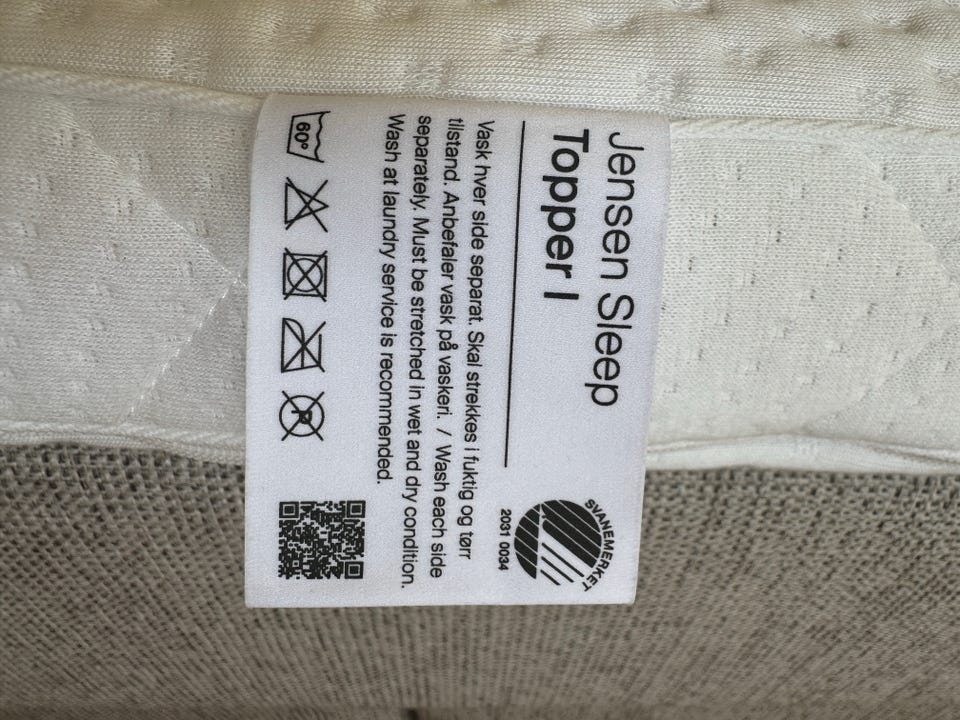 Jensen Sleep
Topper I
SVANEMERKET
2031 0034
Vask hver side separat. Skal strekkes i fuktig og tørr
tilstand. Anbefaler vask på vaskeri. / Wash each side
separately. Must be stretched in wet and dry condition.
Wash at laundry service is recommended.
60°
P